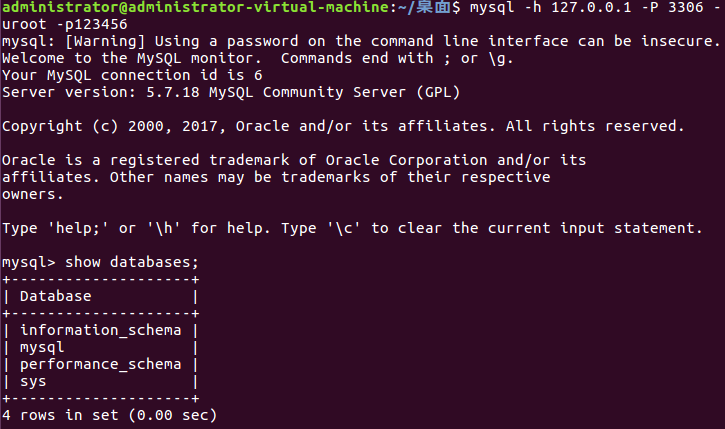 administrator@administrator-virtual-machine:~/桌面$ mysql -h 127.0.0.1 -P 3306 -
uroot -p123456
mysql: [Warning] Using a password on the command line interface can be insecure.
Welcome to the MySQL monitor.  Commands end with ; or \g.
Your MySQL connection id is 6
Server version: 5.7.18 MySQL Community Server (GPL)

Copyright (c) 2000, 2017, Oracle and/or its affiliates. All rights reserved.

Oracle is a registered trademark of Oracle Corporation and/or its
affiliates. Other names may be trademarks of their respective
owners.

Type 'help;' or '\h' for help. Type '\c' to clear the current input statement.

mysql> show databases;
+--------------------+
| Database           |
+--------------------+
| information_schema |
| mysql              |
| performance_schema |
| sys                |
+--------------------+
4 rows in set (0.00 sec)